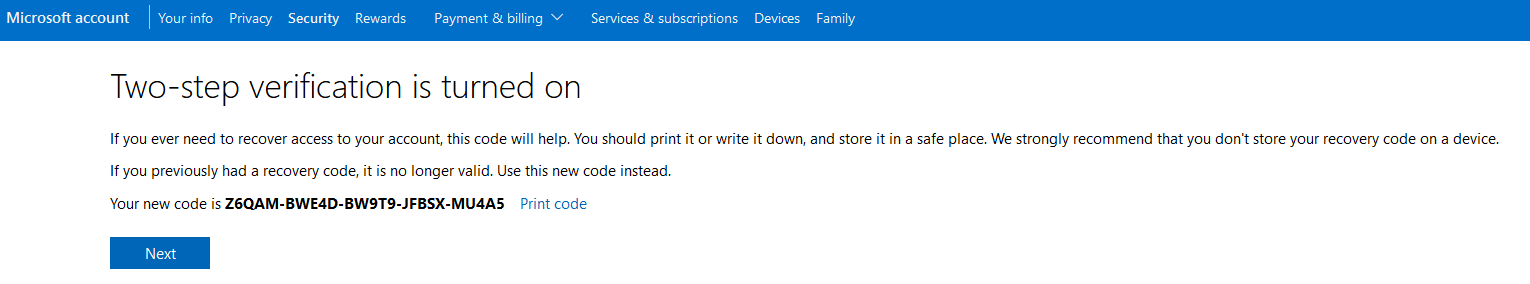 Microsoft account Your info Privacy Security Rewards Payment & billing Services & subscriptions Devices Family
Two-step verification is turned on
If you ever need to recover access to your account, this code will help. You should print it or write it down, and store it in a safe place. We strongly recommend that you don't store your recovery code on a device.
If you previously had a recovery code, it is no longer valid. Use this new code instead.
Your new code is Z6QAM-BWE4D-BW9T9-JFBSX-MU4A5 Print code
Next